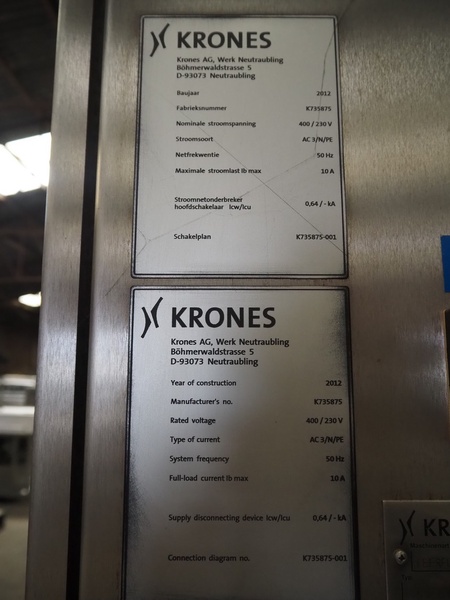 KRONES
Krones AG, Werk Neutraubling
Böhmerwaldstrasse 5
D-93073 Neutraubling
Baujaar 2012
Fabrieksnummer K735875
Nominale stroomspanning 400 / 230 V
Stroomsoort AC 3/N/PE
Netfrekwentie 50 Hz
Maximale stroomlast Ib max 10 A
Stroomnetonderbreker
hoofdschakelaar Icw/Icu 0,64 / - kA
Schakelplan K735875-001
KRONES
Krones AG, Werk Neutraubling
Böhmerwaldstrasse 5
D-93073 Neutraubling
Year of construction 2012
Manufacturer's no. K735875
Rated voltage 400 / 230 V
Type of current AC 3/N/PE
System frequency 50 Hz
Full-load current Ib max 10 A
Supply disconnecting device Icw/Icu 0,64 / - kA
Connection diagram no. K735875-001
KR